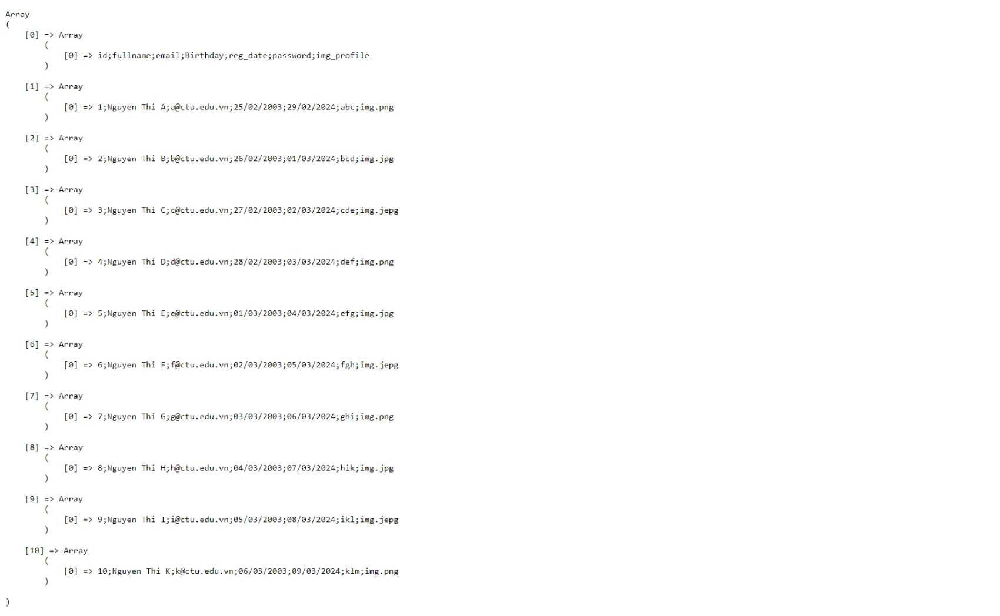 Array
(
[0] => Array
(
[0] => id;fullname;email;Birthday;reg_date;password;img_profile
)
[1] => Array
(
[0] => 1;Nguyen Thi A;a@ctu.edu.vn;25/02/2003;29/02/2024;abc;img.png
)
[2] => Array
(
[0] => 2;Nguyen Thi B;b@ctu.edu.vn;26/02/2003;01/03/2024;bcd;img.jpg
)
[3] => Array
(
[0] => 3;Nguyen Thi C;c@ctu.edu.vn;27/02/2003;02/03/2024;cde;img.jepg
)
[4] => Array
(
[0] => 4;Nguyen Thi D;d@ctu.edu.vn;28/02/2003;03/03/2024;def;img.png
)
[5] => Array
(
[0] => 5;Nguyen Thi E;e@ctu.edu.vn;01/03/2003;04/03/2024;efg;img.jpg
)
[6] => Array
(
[0] => 6;Nguyen Thi F;f@ctu.edu.vn;02/03/2003;05/03/2024;fgh;img.jepg
)
[7] => Array
(
[0] => 7;Nguyen Thi G;g@ctu.edu.vn;03/03/2003;06/03/2024;ghi;img.png
)
[8] => Array
(
[0] => 8;Nguyen Thi H;h@ctu.edu.vn;04/03/2003;07/03/2024;hik;img.jpg
)
[9] => Array
(
[0] => 9;Nguyen Thi I;i@ctu.edu.vn;05/03/2003;08/03/2024;ikl;img.jepg
)
[10] => Array
(
[0] => 10;Nguyen Thi K;k@ctu.edu.vn;06/03/2003;09/03/2024;klm;img.png
)
)